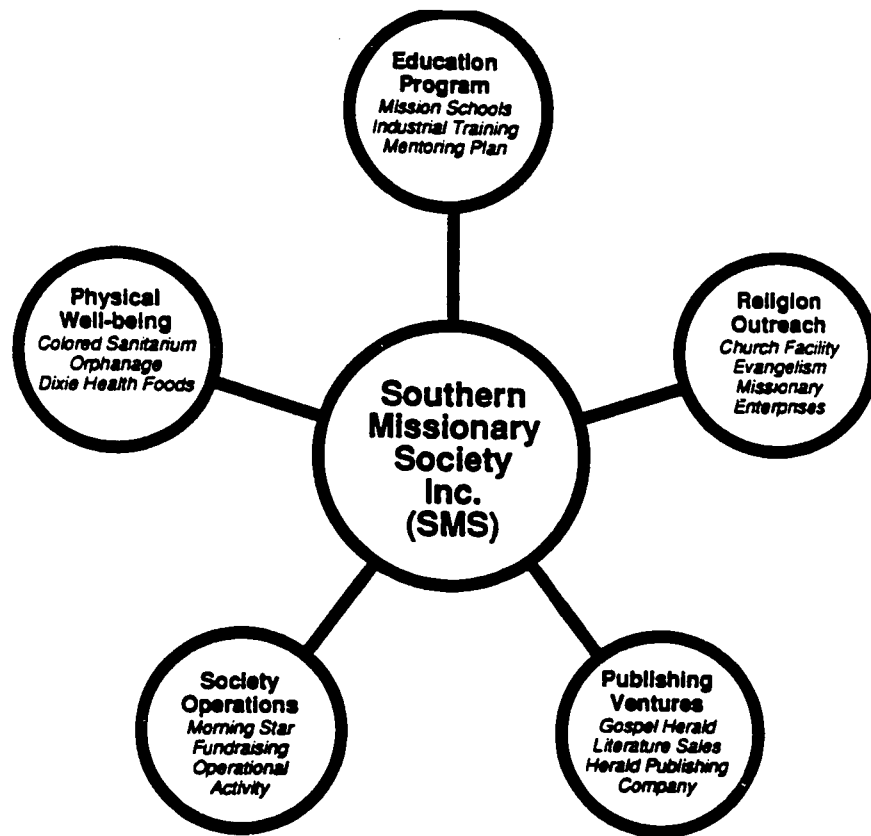 Education
Program
Mission Schools
Industrial Training
Mentoring Plan
Physical
Well-being
Colored Sanitarium
Orphanage
Dixie Health Foods
Religion
Outreach
Church Facility
Evangelism
Missionary
Enterprises
Southern
Missionary
Society
Inc.
(SMS)
Society
Operations
Morning Star
Fundraising
Operational
Activity
Publishing
Ventures
Gospel Herald
Literature Sales
Herald Publishing
Company